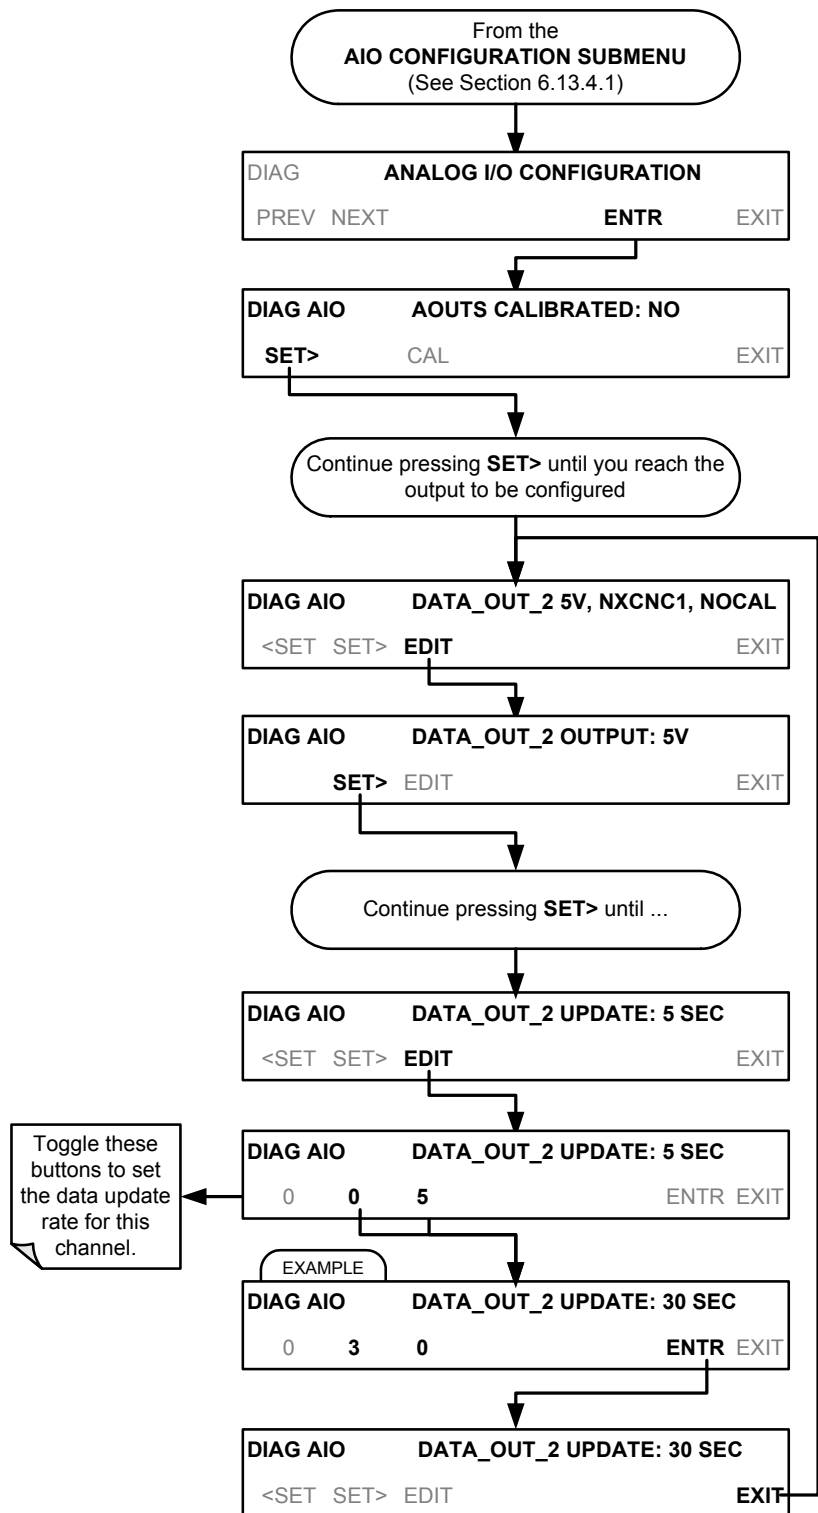 From the
AIO CONFIGURATION SUBMENU
(See Section 6.13.4.1)
DIAG ANALOG I/O CONFIGURATION
PREV NEXT ENTR EXIT
DIAG AIO AOUTS CALIBRATED: NO
SET> CAL EXIT
Continue pressing SET> until you reach the
output to be configured
DIAG AIO DATA_OUT_2 5V, NXCNC1, NOCAL
<SET SET> EDIT EXIT
DIAG AIO DATA_OUT_2 OUTPUT: 5V
SET> EDIT EXIT
Continue pressing SET> until ...
DIAG AIO DATA_OUT_2 UPDATE: 5 SEC
<SET SET> EDIT EXIT
Toggle these
buttons to set
the data update
rate for this
channel.
DIAG AIO DATA_OUT_2 UPDATE: 5 SEC
0 0 5 ENTR EXIT
EXAMPLE
DIAG AIO DATA_OUT_2 UPDATE: 30 SEC
0 3 0 ENTR EXIT
DIAG AIO DATA_OUT_2 UPDATE: 30 SEC
<SET SET> EDIT EXIT